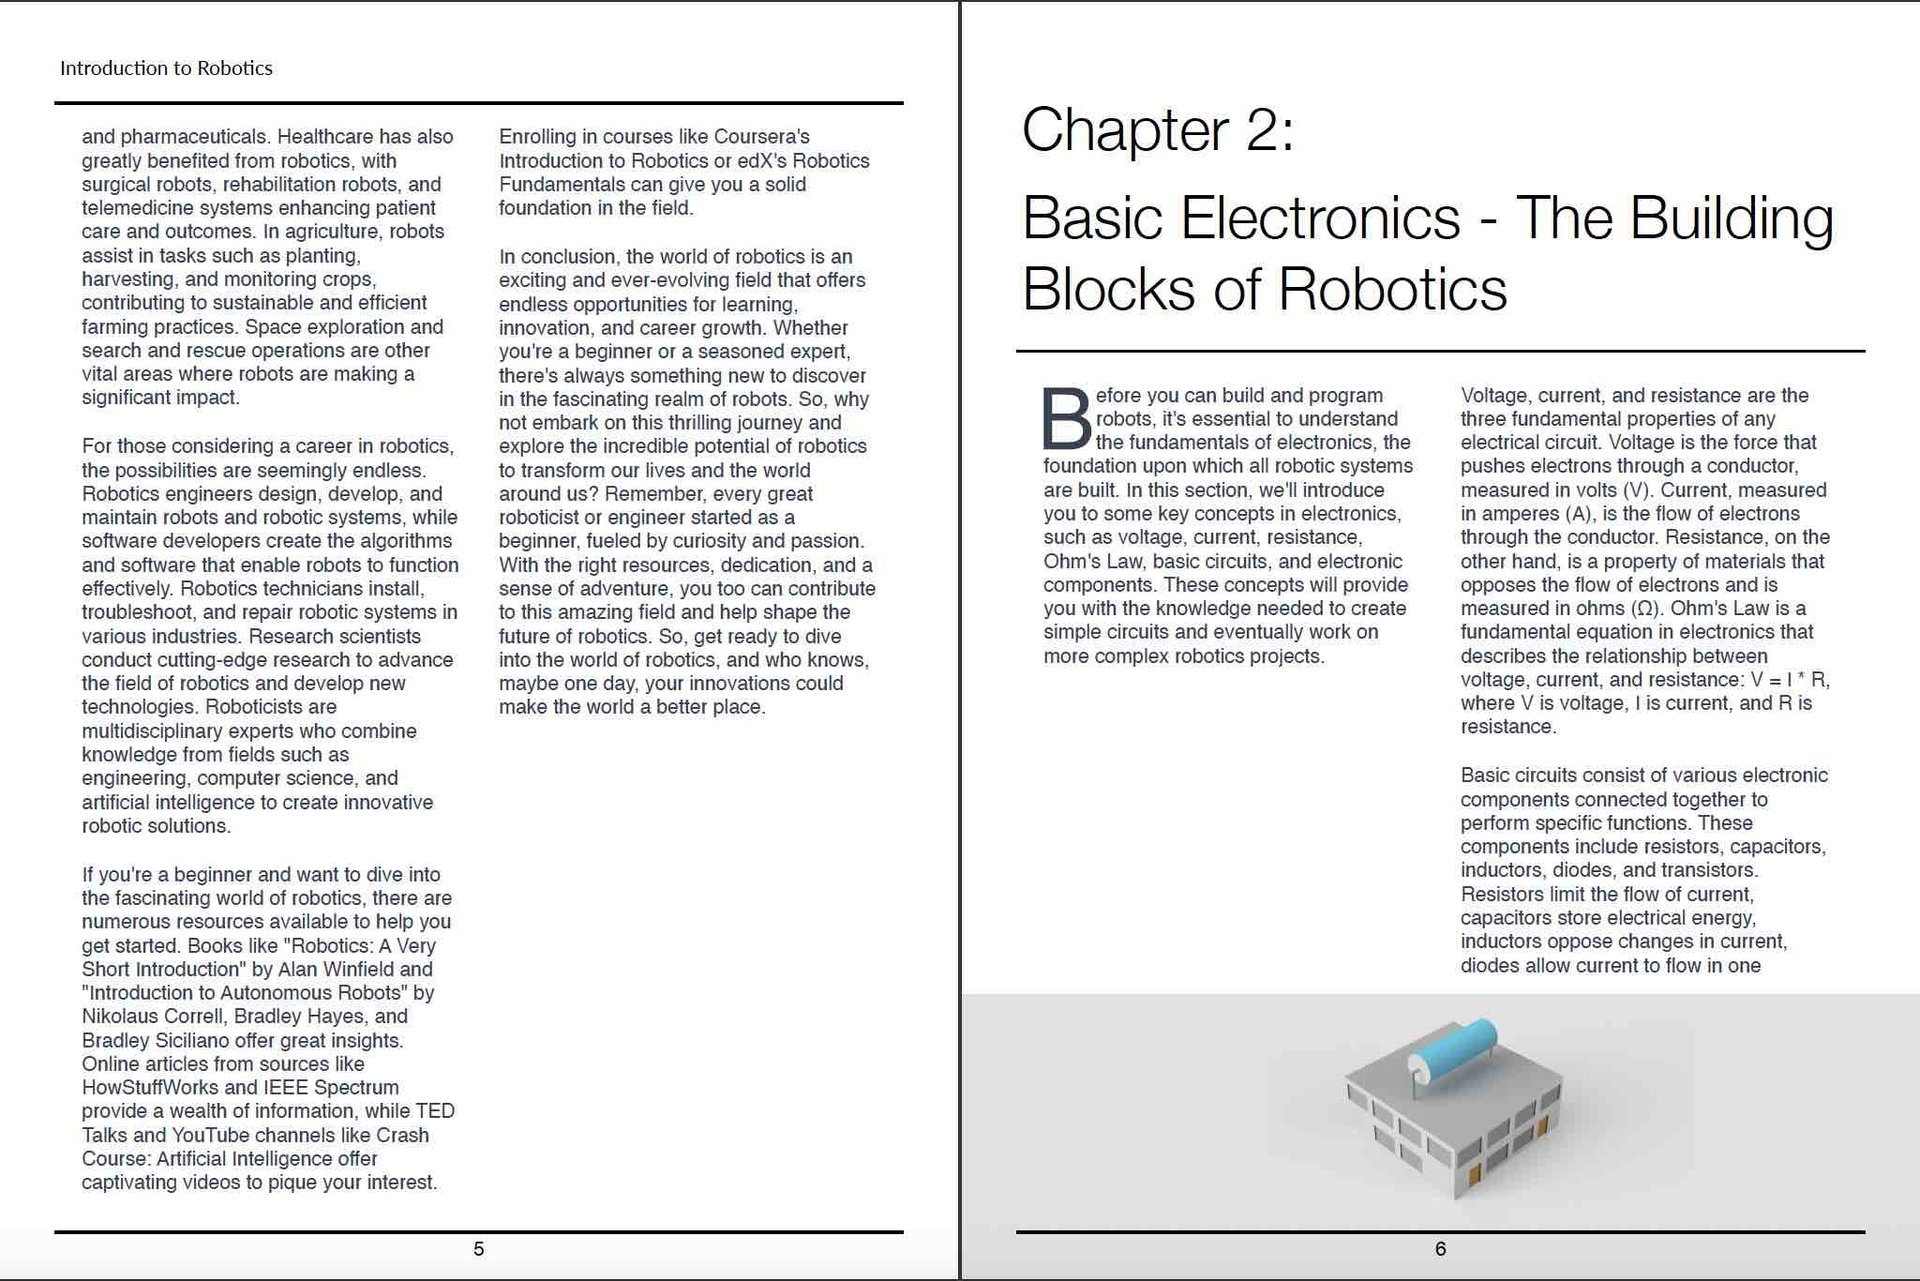 Introduction to Robotics
and pharmaceuticals. Healthcare has also
greatly benefited from robotics, with
surgical robots, rehabilitation robots, and
telemedicine systems enhancing patient
care and outcomes. In agriculture, robots
assist in tasks such as planting,
harvesting, and monitoring crops,
contributing to sustainable and efficient
farming practices. Space exploration and
search and rescue operations are other
vital areas where robots are making a
significant impact.
For those considering a career in robotics,
the possibilities are seemingly endless.
Robotics engineers design, develop, and
maintain robots and robotic systems, while
software developers create the algorithms
and software that enable robots to function
effectively. Robotics technicians install,
troubleshoot, and repair robotic systems in
various industries. Research scientists
conduct cutting-edge research to advance
the field of robotics and develop new
technologies. Roboticists are
multidisciplinary experts who combine
knowledge from fields such as
engineering, computer science, and
artificial intelligence to create innovative
robotic solutions.
If you're a beginner and want to dive into
the fascinating world of robotics, there are
numerous resources available to help you
get started. Books like "Robotics: A Very
Short Introduction" by Alan Winfield and
"Introduction to Autonomous Robots" by
Nikolaus Correll, Bradley Hayes, and
Bradley Siciliano offer great insights.
Online articles from sources like
HowStuffWorks and IEEE Spectrum
provide a wealth of information, while TED
Talks and YouTube channels like Crash
Course: Artificial Intelligence offer
captivating videos to pique your interest.
Enrolling in courses like Coursera's
Introduction to Robotics or edX's Robotics
Fundamentals can give you a solid
foundation in the field.
In conclusion, the world of robotics is an
exciting and ever-evolving field that offers
endless opportunities for learning,
innovation, and career growth. Whether
you're a beginner or a seasoned expert,
there's always something new to discover
in the fascinating realm of robots. So, why
not embark on this thrilling journey and
explore the incredible potential of robotics
to transform our lives and the world
around us? Remember, every great
roboticist or engineer started as a
beginner, fueled by curiosity and passion.
With the right resources, dedication, and a
sense of adventure, you too can contribute
to this amazing field and help shape the
future of robotics. So, get ready to dive
into the world of robotics, and who knows,
maybe one day, your innovations could
make the world a better place.
5
Chapter 2:
Basic Electronics - The Building
Blocks of Robotics
Before you can build and program
robots, it's essential to understand
the fundamentals of electronics, the
foundation upon which all robotic systems
are built. In this section, we'll introduce
you to some key concepts in electronics,
such as voltage, current, resistance,
Ohm's Law, basic circuits, and electronic
components. These concepts will provide
you with the knowledge needed to create
simple circuits and eventually work on
more complex robotics projects.
Voltage, current, and resistance are the
three fundamental properties of any
electrical circuit. Voltage is the force that
pushes electrons through a conductor,
measured in volts (V). Current, measured
in amperes (A), is the flow of electrons
through the conductor. Resistance, on the
other hand, is a property of materials that
opposes the flow of electrons and is
measured in ohms (Ω). Ohm's Law is a
fundamental equation in electronics that
describes the relationship between
voltage, current, and resistance: V = I * R,
where V is voltage, I is current, and R is
resistance.
Basic circuits consist of various electronic
components connected together to
perform specific functions. These
components include resistors, capacitors,
inductors, diodes, and transistors.
Resistors limit the flow of current,
capacitors store electrical energy,
inductors oppose changes in current,
diodes allow current to flow in one
6